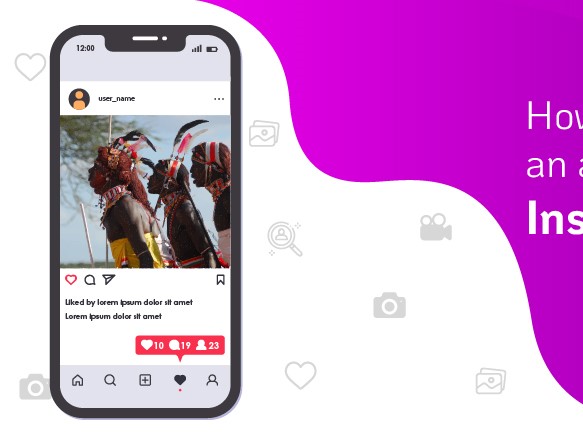 12:00
user_name
Liked by lorem ipsum dolor sit amet
Lorem ipsum dolor sit amet
10 19 23
How
an a
Ins